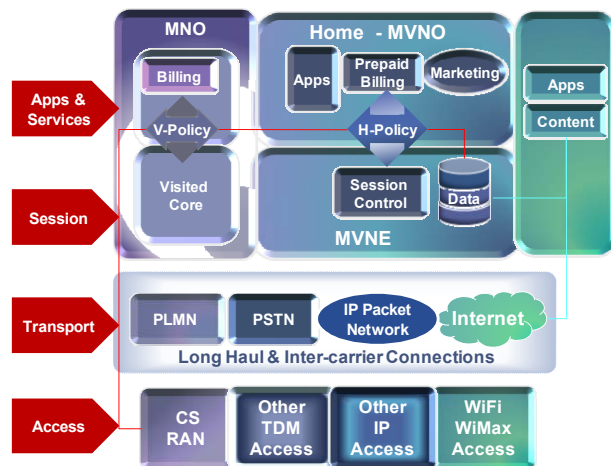 MNO
Home - MVNO
Billing
Apps
Prepaid
Billing
Marketing
Apps
Content
Apps &
Services
V-Policy
H-Policy
Session
Visited
Core
Session
Control
Data
MVNE
Transport
PLMN
PSTN
IP Packet
Network
Internet
Long Haul & Inter-carrier Connections
Access
CS
RAN
Other
TDM
Access
Other
IP
Access
WiFi
WiMax
Access